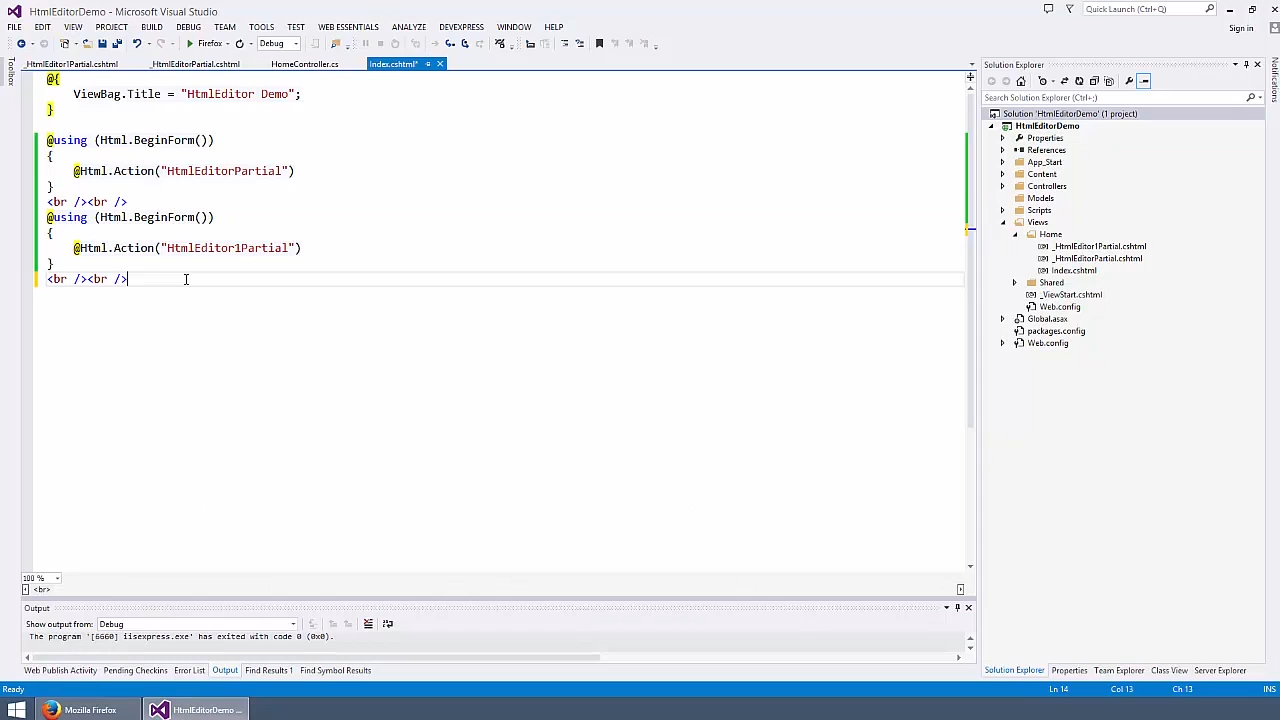 HtmlEditorDemo - Microsoft Visual Studio
Quick Launch (Ctrl+Q)
FILE EDIT VIEW PROJECT BUILD DEBUG TEAM TOOLS TEST WEB ESSENTIALS ANALYZE DEVEXPRESS WINDOW HELP
Sign in
Firefox Debug
_HtmlEditor1Partial.cshtml _HtmlEditorPartial.cshtml HomeController.cs Index.cshtml*
Toolbox
@{
ViewBag.Title = "HtmlEditor Demo";
}
@using (Html.BeginForm())
{
@Html.Action("HtmlEditorPartial")
}
<br /><br />
@using (Html.BeginForm())
{
@Html.Action("HtmlEditor1Partial")
}
<br /><br />
100 %
<br>
Solution Explorer
Search Solution Explorer (Ctrl+;)
Solution 'HtmlEditorDemo' (1 project)
HtmlEditorDemo
Properties
References
App_Start
Content
Controllers
Models
Scripts
Views
Home
_HtmlEditor1Partial.cshtml
_HtmlEditorPartial.cshtml
Index.cshtml
Shared
_ViewStart.cshtml
Web.config
Global.asax
packages.config
Web.config
Notifications
Output
Show output from: Debug
The program '[6660] iisexpress.exe' has exited with code 0 (0x0).
Web Publish Activity Pending Checkins Error List Output Find Results 1 Find Symbol Results
Solution Explorer Properties Team Explorer Class View Server Explorer
Ready Ln 14 Col 13 Ch 13 INS
Mozilla Firefox HtmlEditorDemo ...